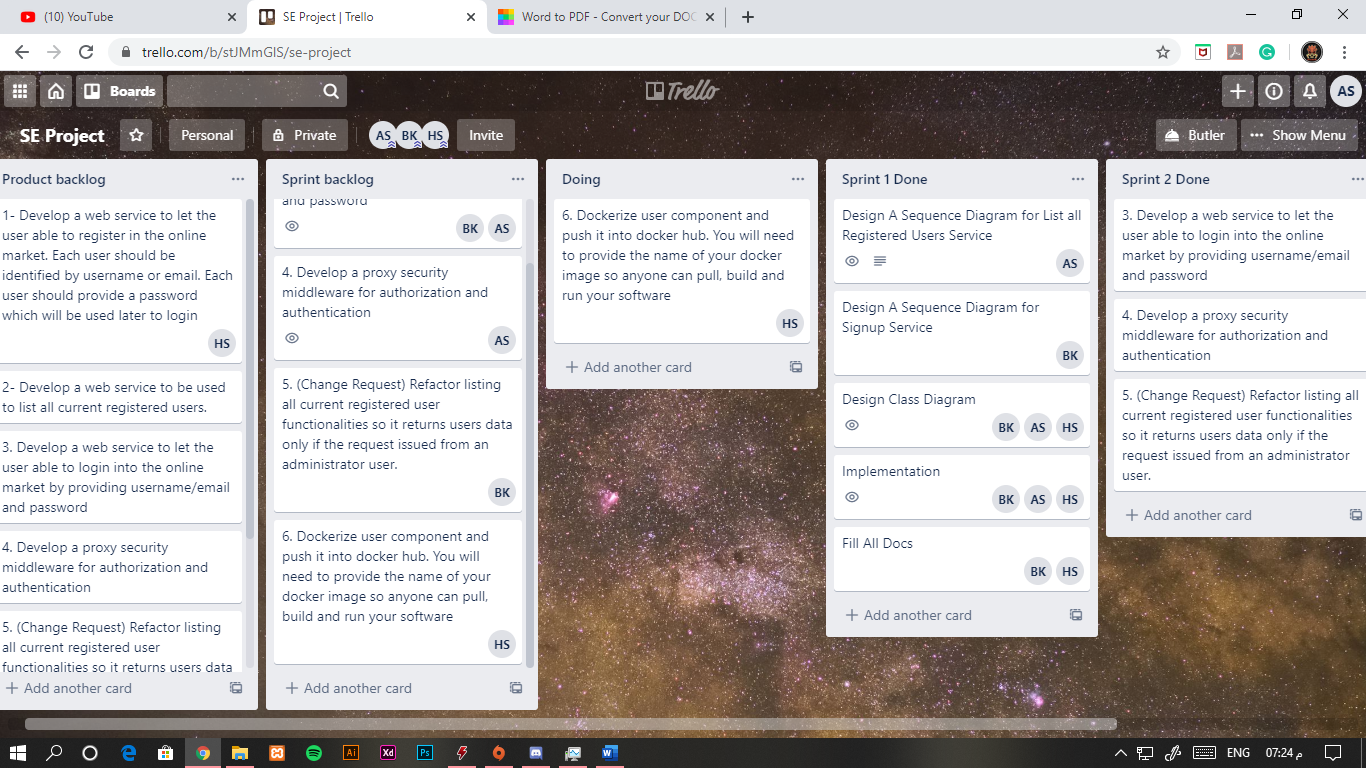 (10) YouTube
SE Project | Trello
Word to PDF - Convert your DOC
trello.com/b/stJMmGIS/se-project
Boards
Trello
AS
SE Project
Personal
Private
AS BK HS
Invite
Butler
Show Menu
Product backlog
1- Develop a web service to let the
user able to register in the online
market. Each user should be
identified by username or email. Each
user should provide a password
which will be used later to login
HS
2- Develop a web service to be used
to list all current registered users.
3. Develop a web service to let the
user able to login into the online
market by providing username/email
and password
4. Develop a proxy security
middleware for authorization and
authentication
5. (Change Request) Refactor listing
all current registered user
functionalities so it returns users data
+ Add another card
Sprint backlog
and password
BK AS
4. Develop a proxy security
middleware for authorization and
authentication
AS
5. (Change Request) Refactor listing
all current registered user
functionalities so it returns users data
only if the request issued from an
administrator user.
BK
6. Dockerize user component and
push it into docker hub. You will
need to provide the name of your
docker image so anyone can pull,
build and run your software
HS
+ Add another card
Doing
6. Dockerize user component and
push it into docker hub. You will need
to provide the name of your docker
image so anyone can pull, build and
run your software
HS
+ Add another card
Sprint 1 Done
Design A Sequence Diagram for List all
Registered Users Service
AS
Design A Sequence Diagram for
Signup Service
BK
Design Class Diagram
BK AS HS
Implementation
BK AS HS
Fill All Docs
BK HS
+ Add another card
Sprint 2 Done
3. Develop a web service to let the
user able to login into the online
market by providing username/email
and password
4. Develop a proxy security
middleware for authorization and
authentication
5. (Change Request) Refactor listing all
current registered user functionalities
so it returns users data only if the
request issued from an administrator
user.
+ Add another card
Ai
Xd
Ps
ENG
07:24 م